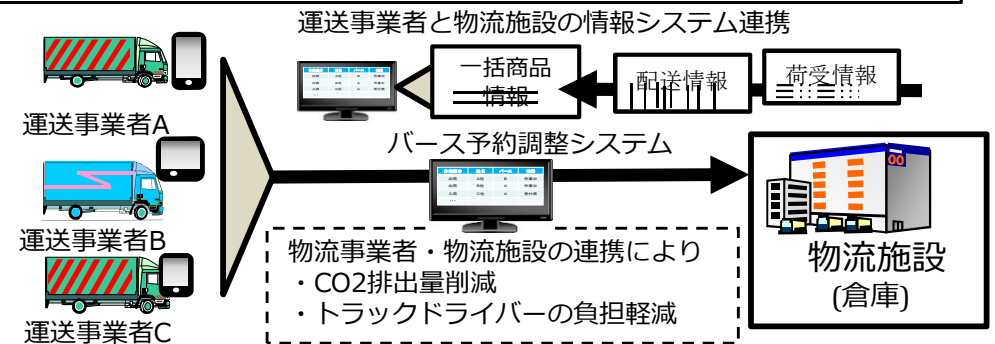 運送事業者と物流施設の情報システム連携
一括商品
情報
配送情報
荷受情報
運送事業者A
バース予約調整システム
運送事業者B
物流事業者・物流施設の連携により
・CO2排出量削減
・トラックドライバーの負担軽減
運送事業者C
00
物流施設
(倉庫)